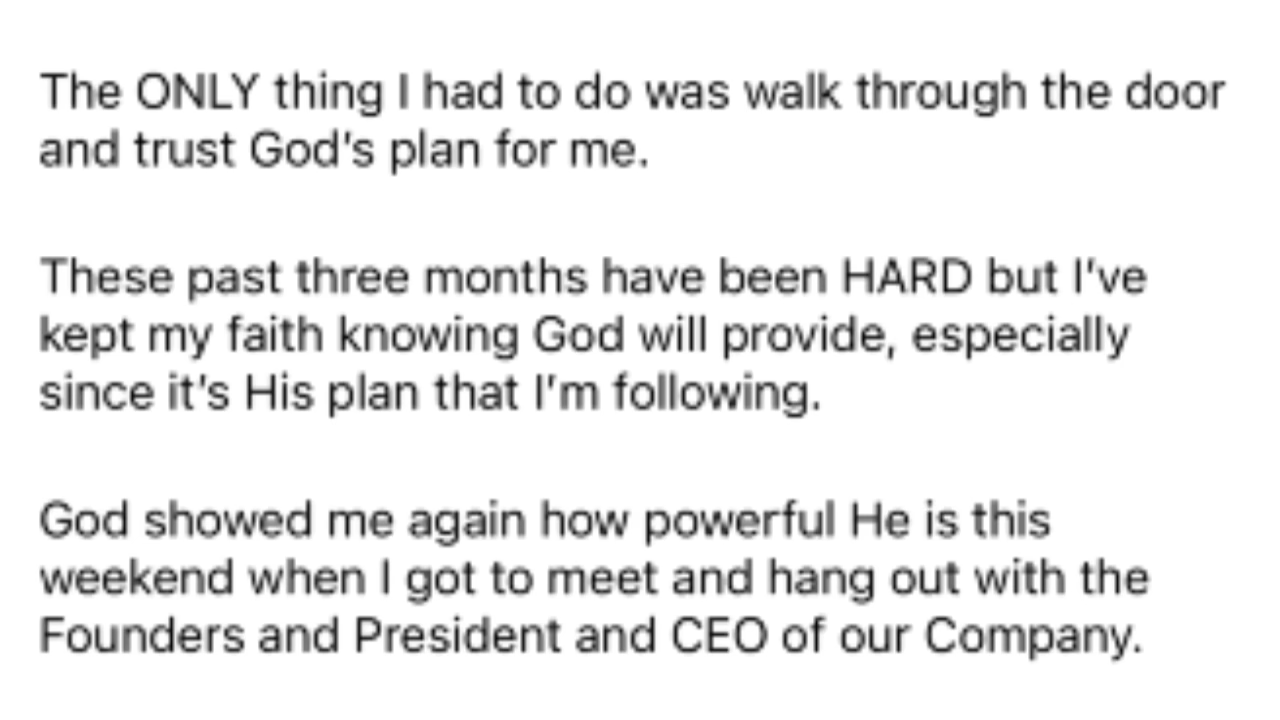 The ONLY thing I had to do was walk through the door
and trust God's plan for me.
These past three months have been HARD but I've
kept my faith knowing God will provide, especially
since it's His plan that I'm following.
God showed me again how powerful He is this
weekend when I got to meet and hang out with the
Founders and President and CEO of our Company.